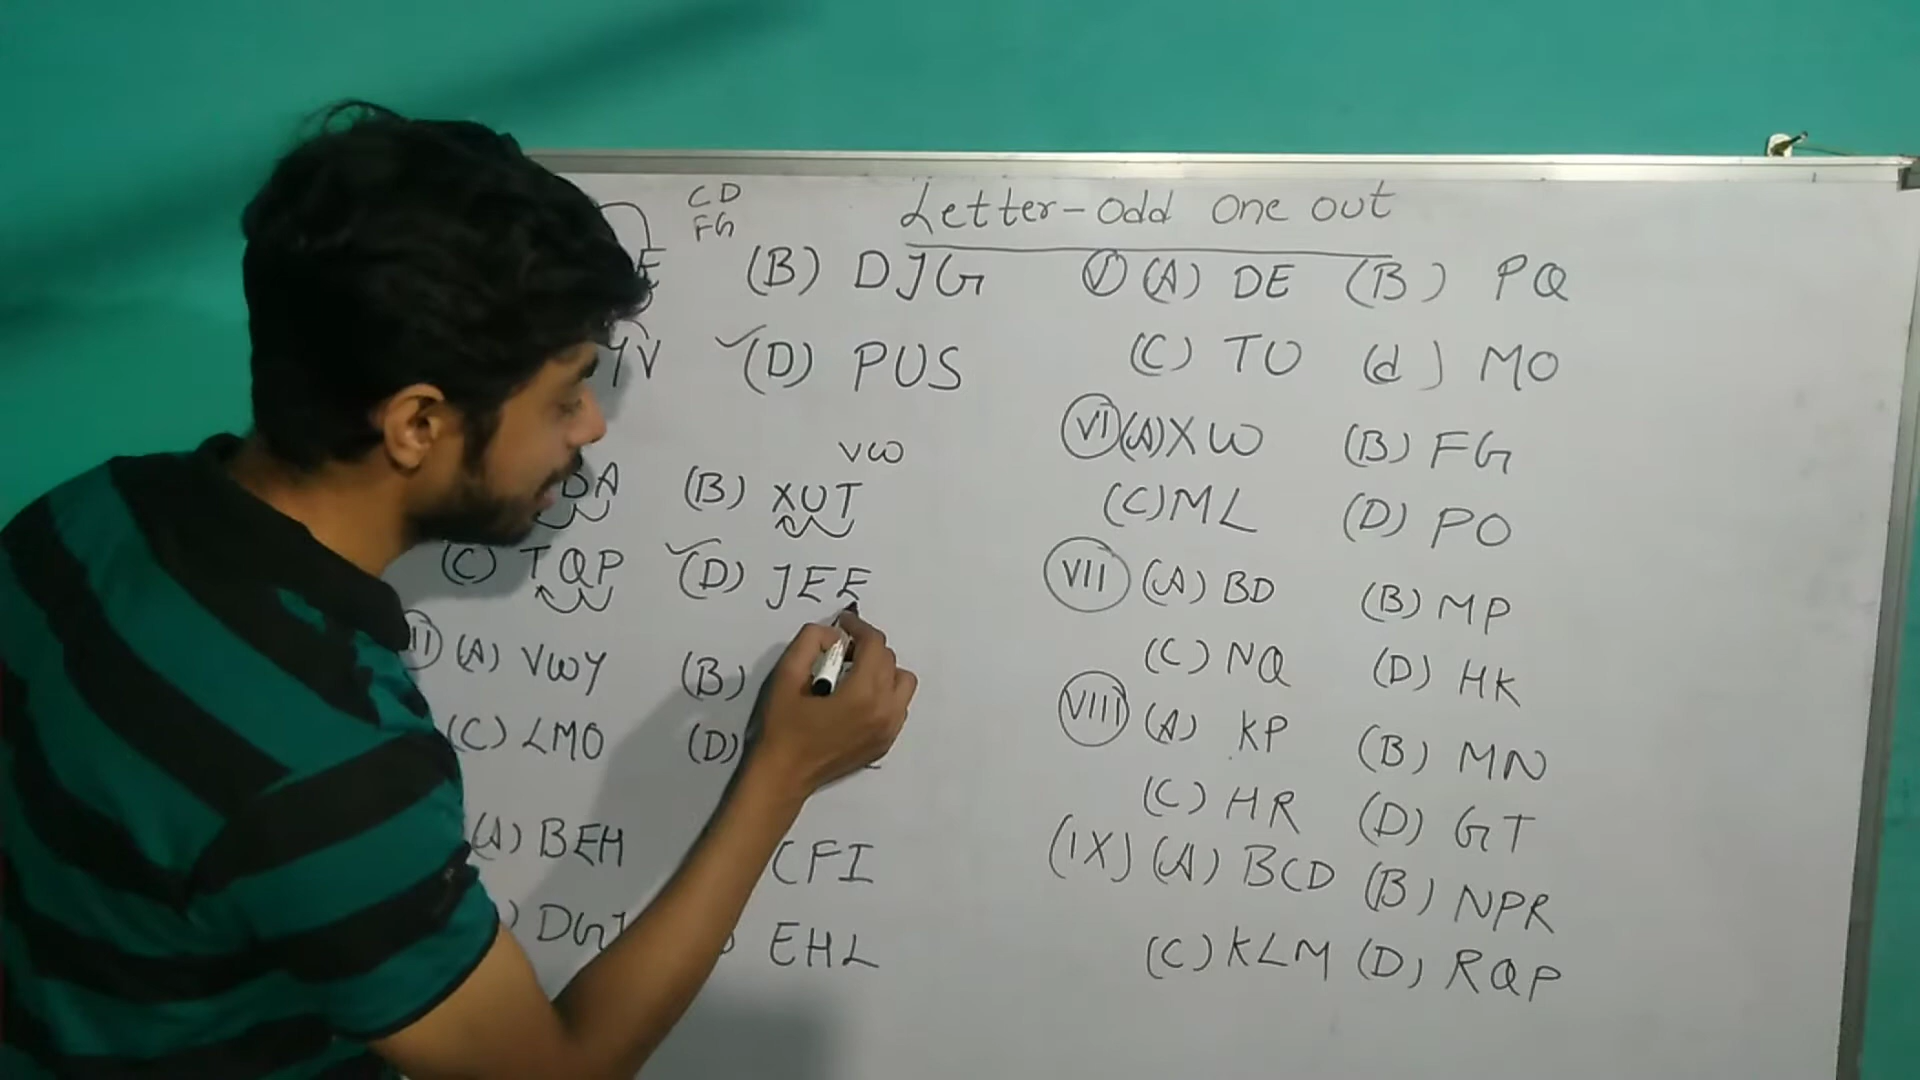 CD
FG
Letter-odd one out
(B) DJG
YV (D) PUS
VW
BA (B) XUT
(C) TQP (D) JEE
(A) VWY (B)
(C) LMO (D)
(A) BEH CFI
EHL
(V) (A) DE (B) PQ
(C) TU (d) MO
(VI) (A) XW (B) FG
(C) ML (D) PO
(VII) (A) BD (B) MP
(C) NQ (D) HK
(VIII) (A) KP (B) MN
(C) HR (D) GT
(IX) (A) BCD (B) NPR
(C) KLM (D) RQP